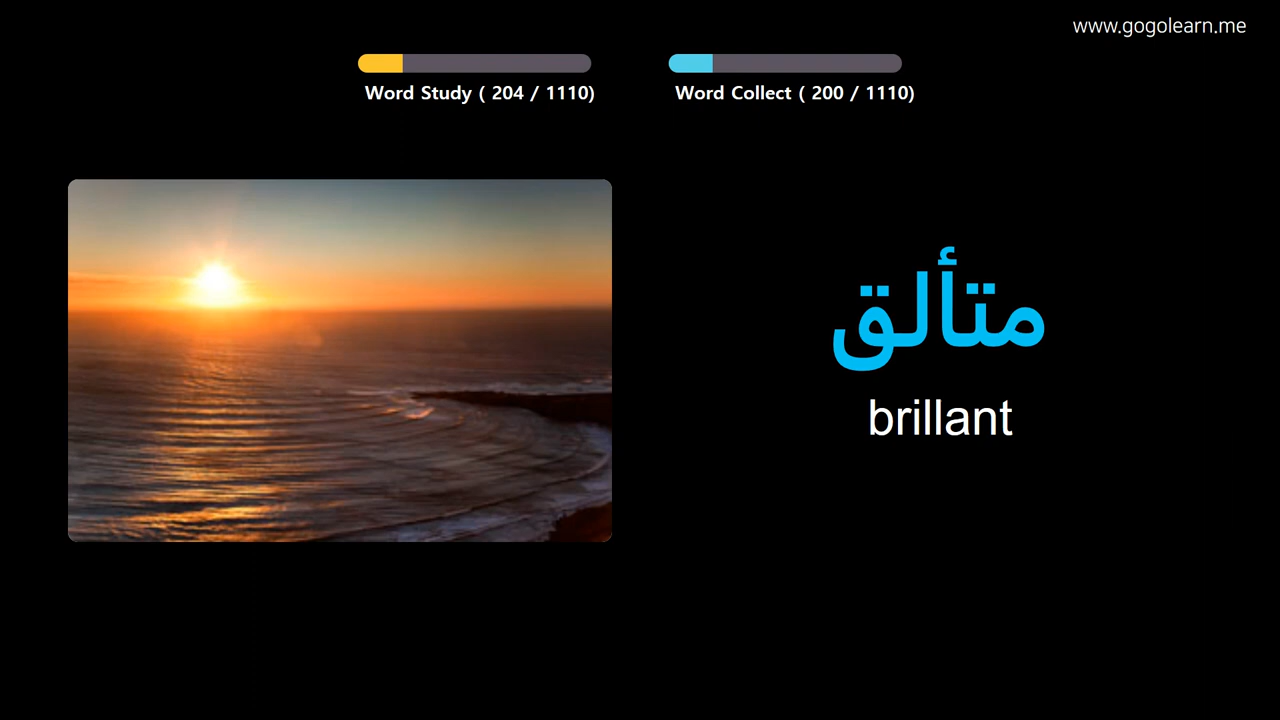 www.gogolearn.me
Word Study ( 204 / 1110)
Word Collect ( 200 / 1110)
متألق
brillant